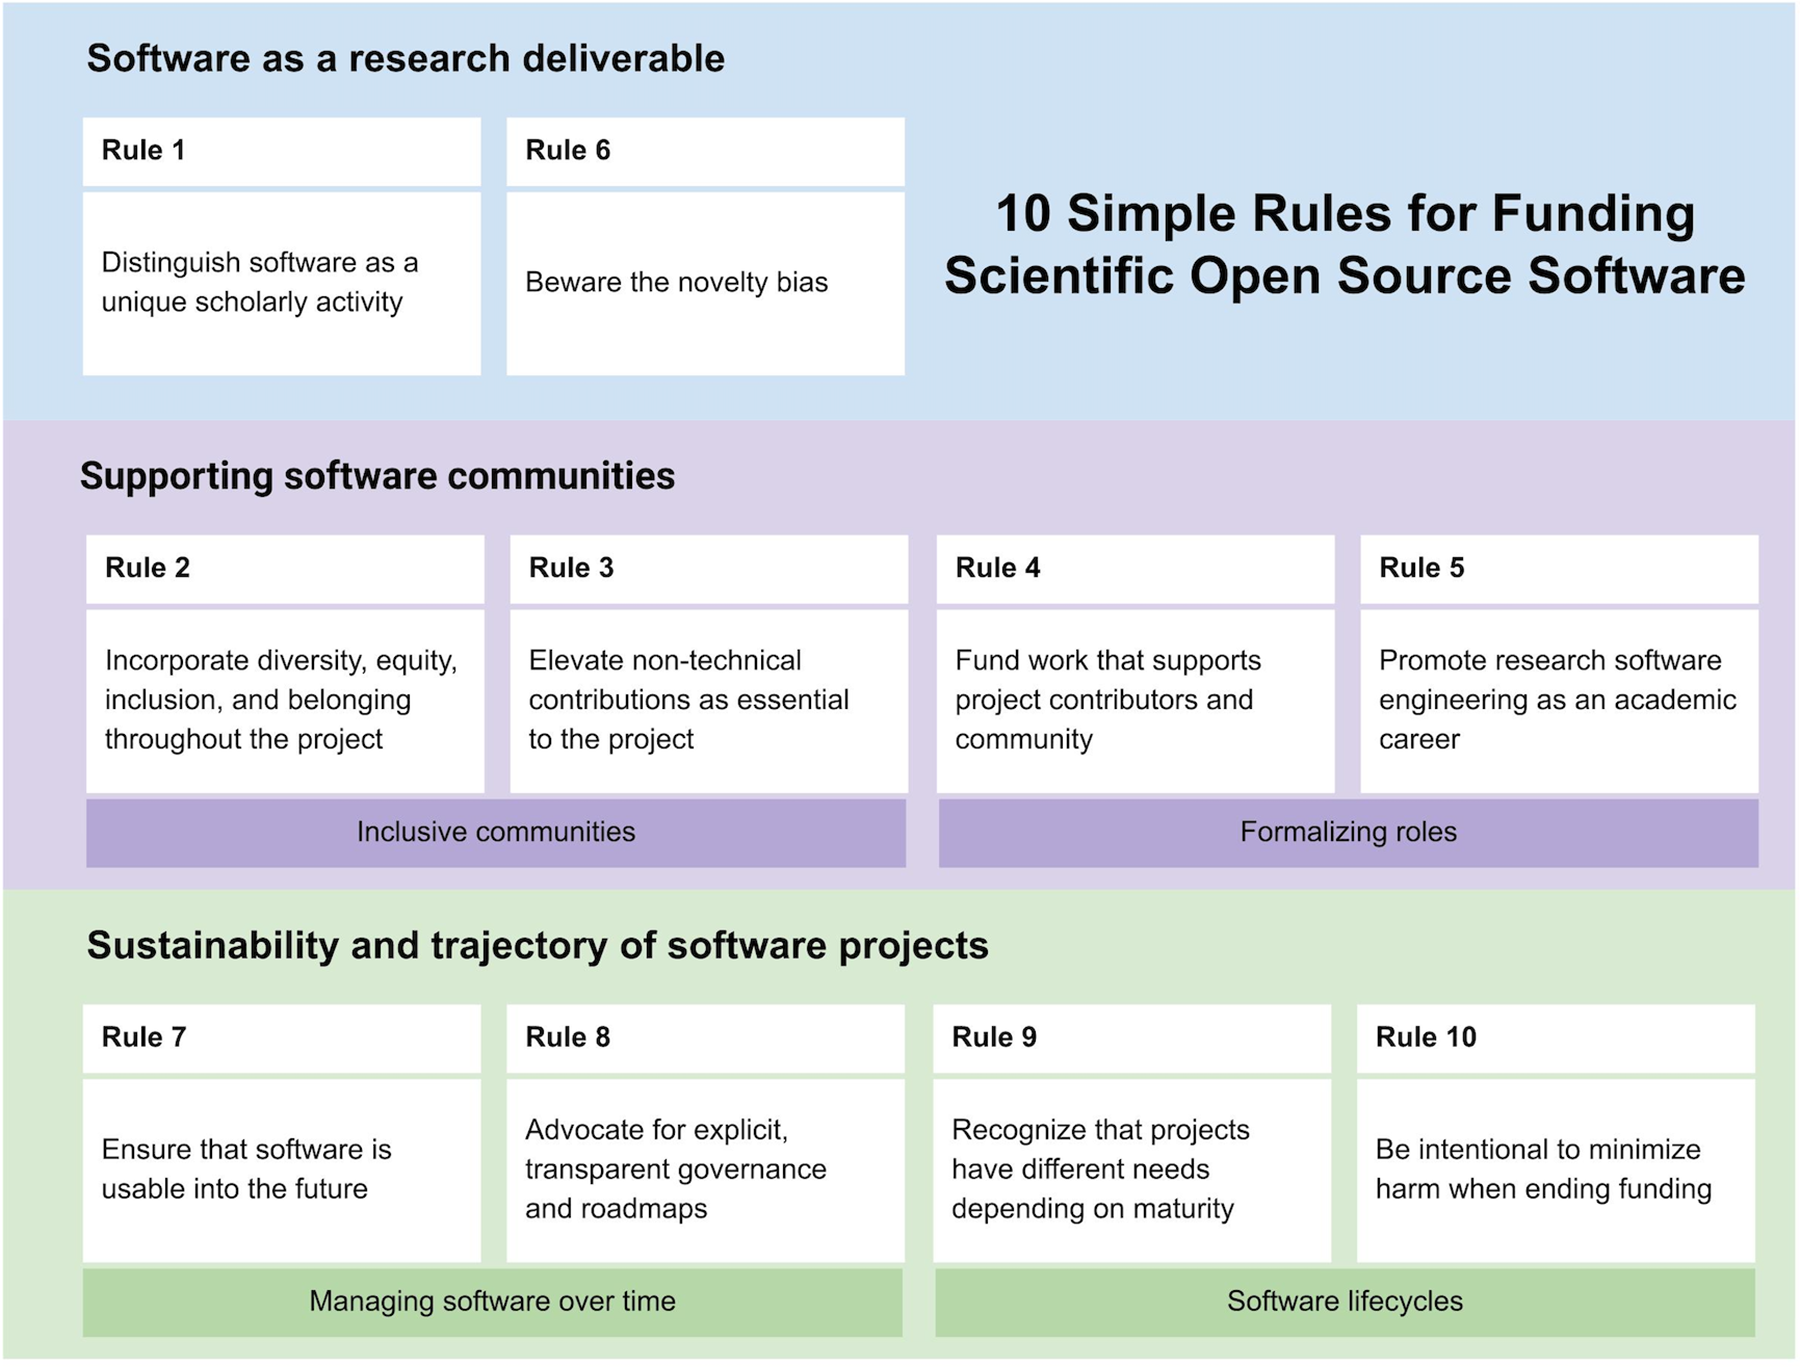 Software as a research deliverable
10 Simple Rules for Funding
Scientific Open Source Software
Rule 1
Distinguish software as a
unique scholarly activity
Rule 6
Beware the novelty bias
Supporting software communities
Rule 2
Incorporate diversity, equity,
inclusion, and belonging
throughout the project
Rule 3
Elevate non-technical
contributions as essential
to the project
Inclusive communities
Rule 4
Fund work that supports
project contributors and
community
Rule 5
Promote research software
engineering as an academic
career
Formalizing roles
Sustainability and trajectory of software projects
Rule 7
Ensure that software is
usable into the future
Rule 8
Advocate for explicit,
transparent governance
and roadmaps
Managing software over time
Rule 9
Recognize that projects
have different needs
depending on maturity
Rule 10
Be intentional to minimize
harm when ending funding
Software lifecycles